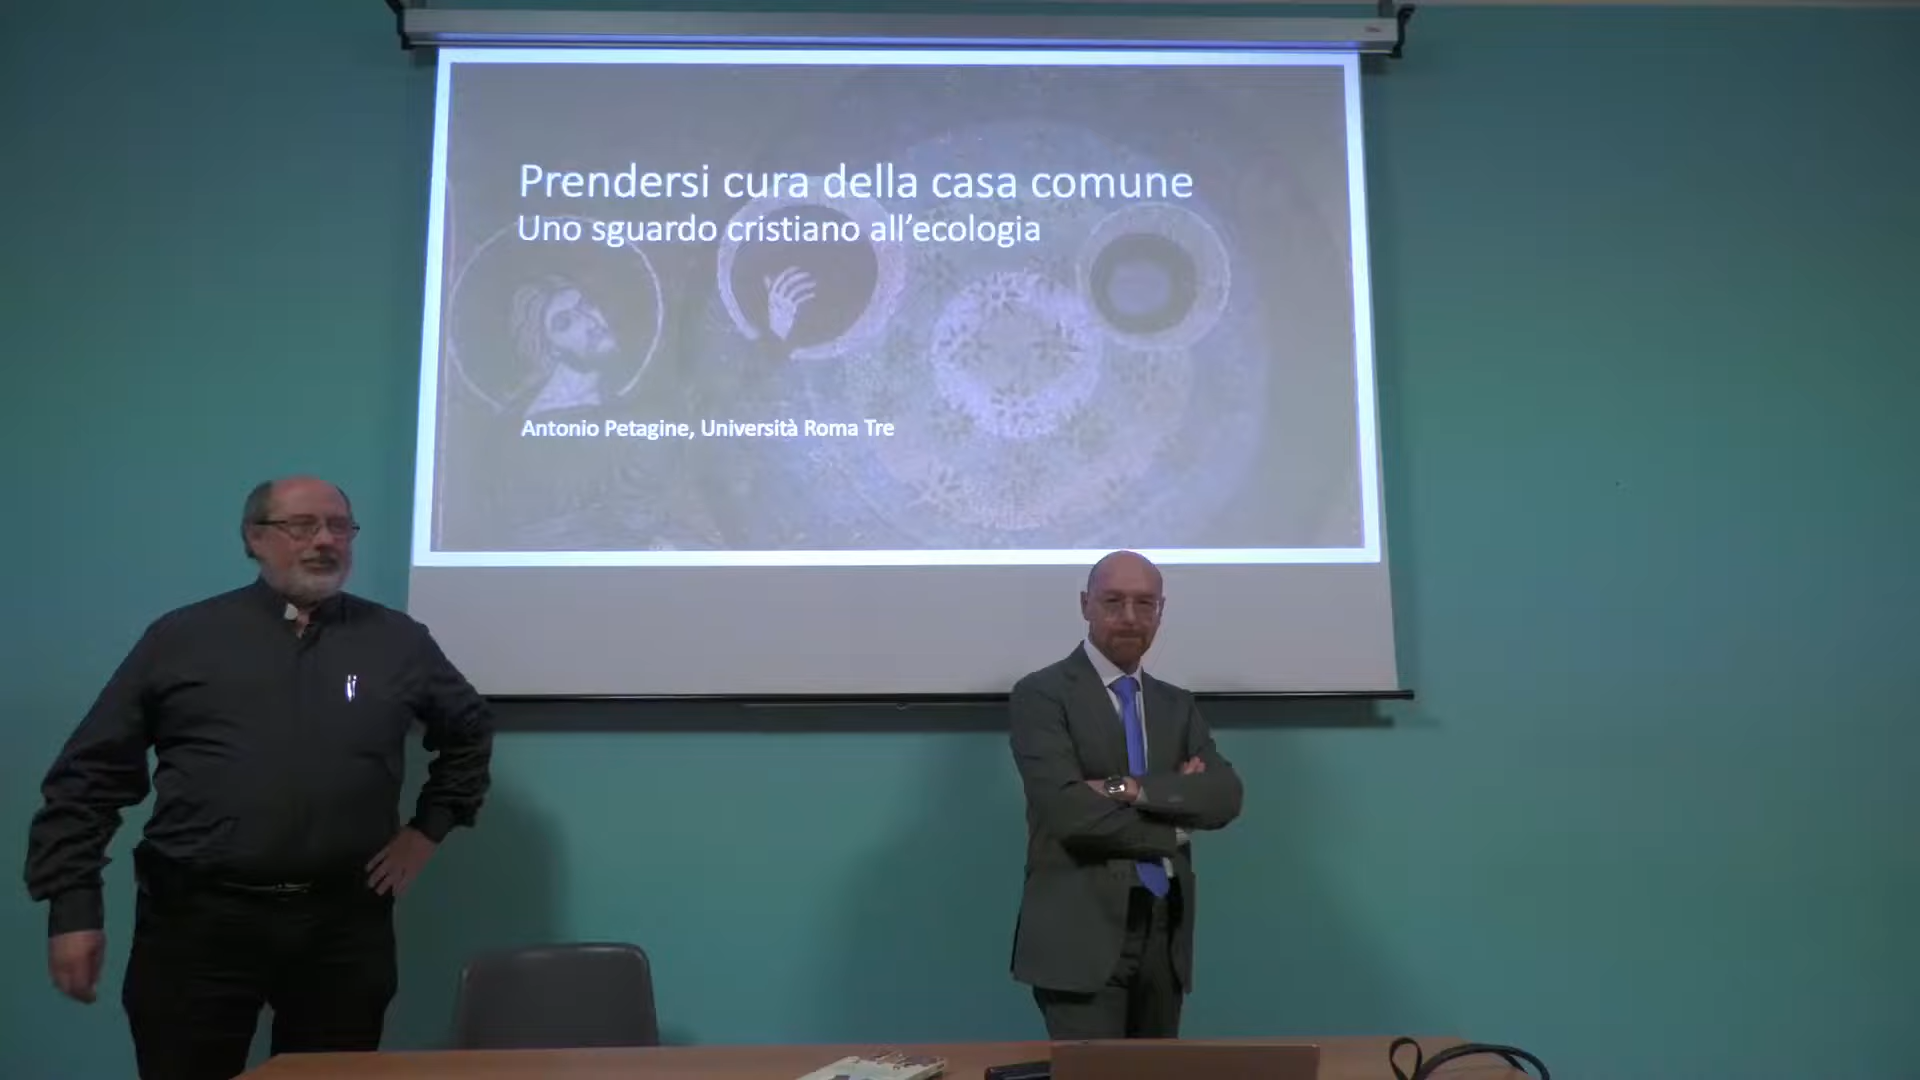 Prendersi cura della casa comune
Uno sguardo cristiano all'ecologia
Antonio Petagine, Università Roma Tre